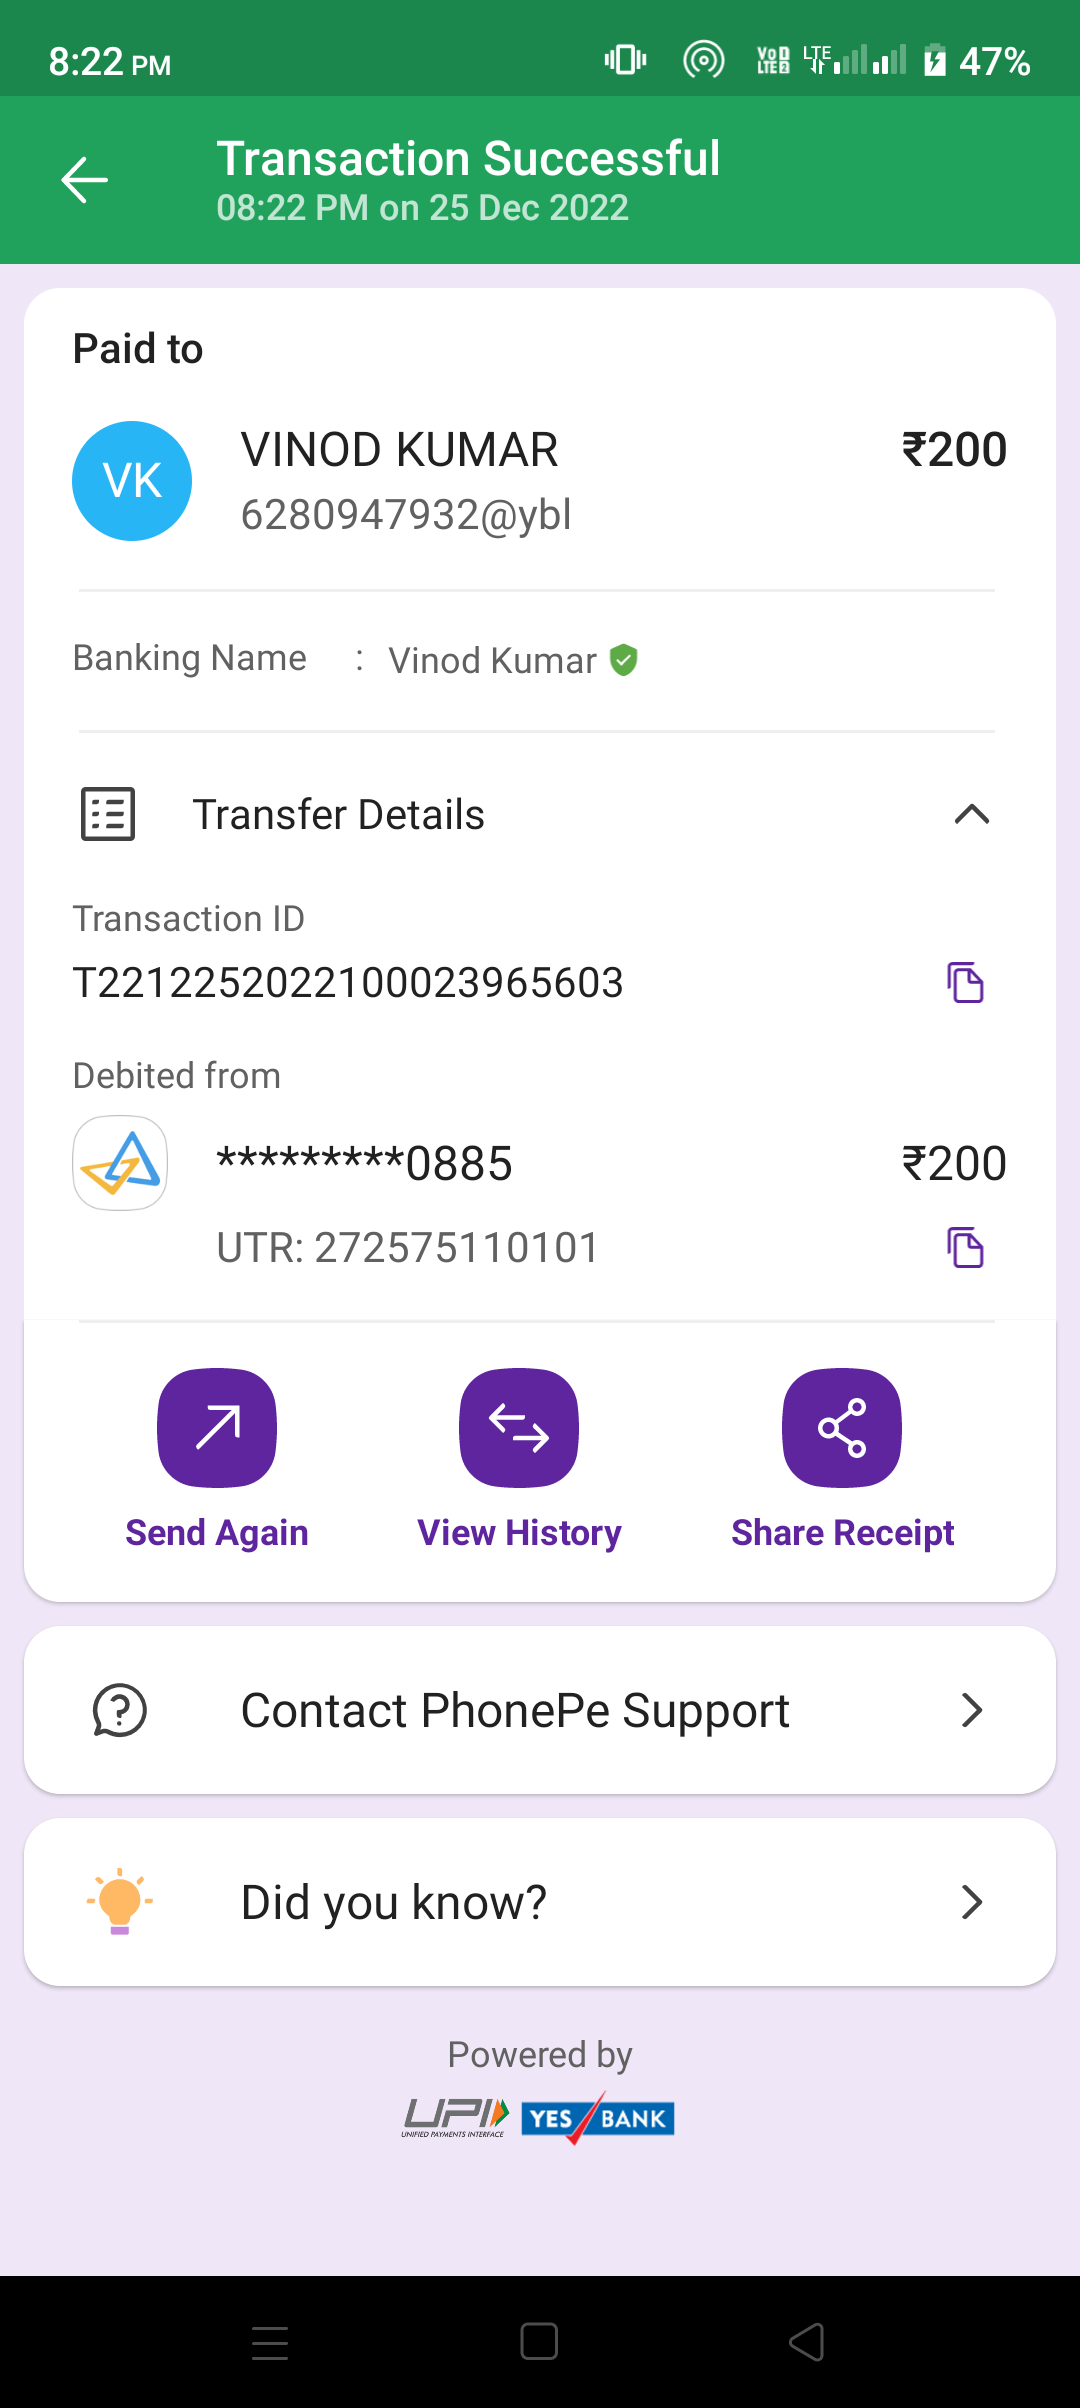 8:22 PM
VoD LTE2 LTE 47%
Transaction Successful
08:22 PM on 25 Dec 2022
Paid to
VK
VINOD KUMAR ₹200
6280947932@ybl
Banking Name : Vinod Kumar
Transfer Details
Transaction ID
T2212252022100023965603
Debited from
*********0885 ₹200
UTR: 272575110101
Send Again View History Share Receipt
Contact PhonePe Support
Did you know?
Powered by
UPI YES BANK
UNIFIED PAYMENTS INTERFACE